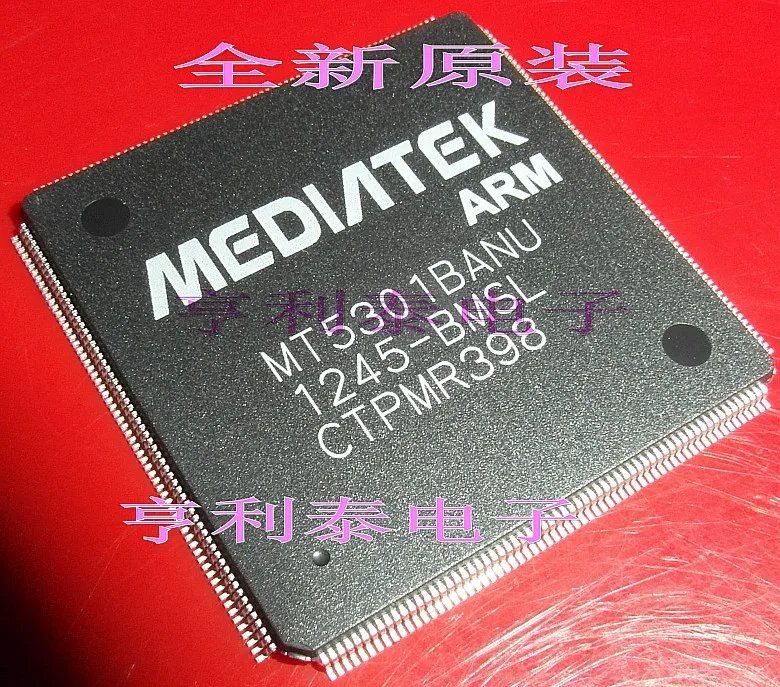 全新原装
MEDIATEK
ARM
MT5301BANU
亨利泰电子
1245-BMSL
CTPMR398
亨利泰电子